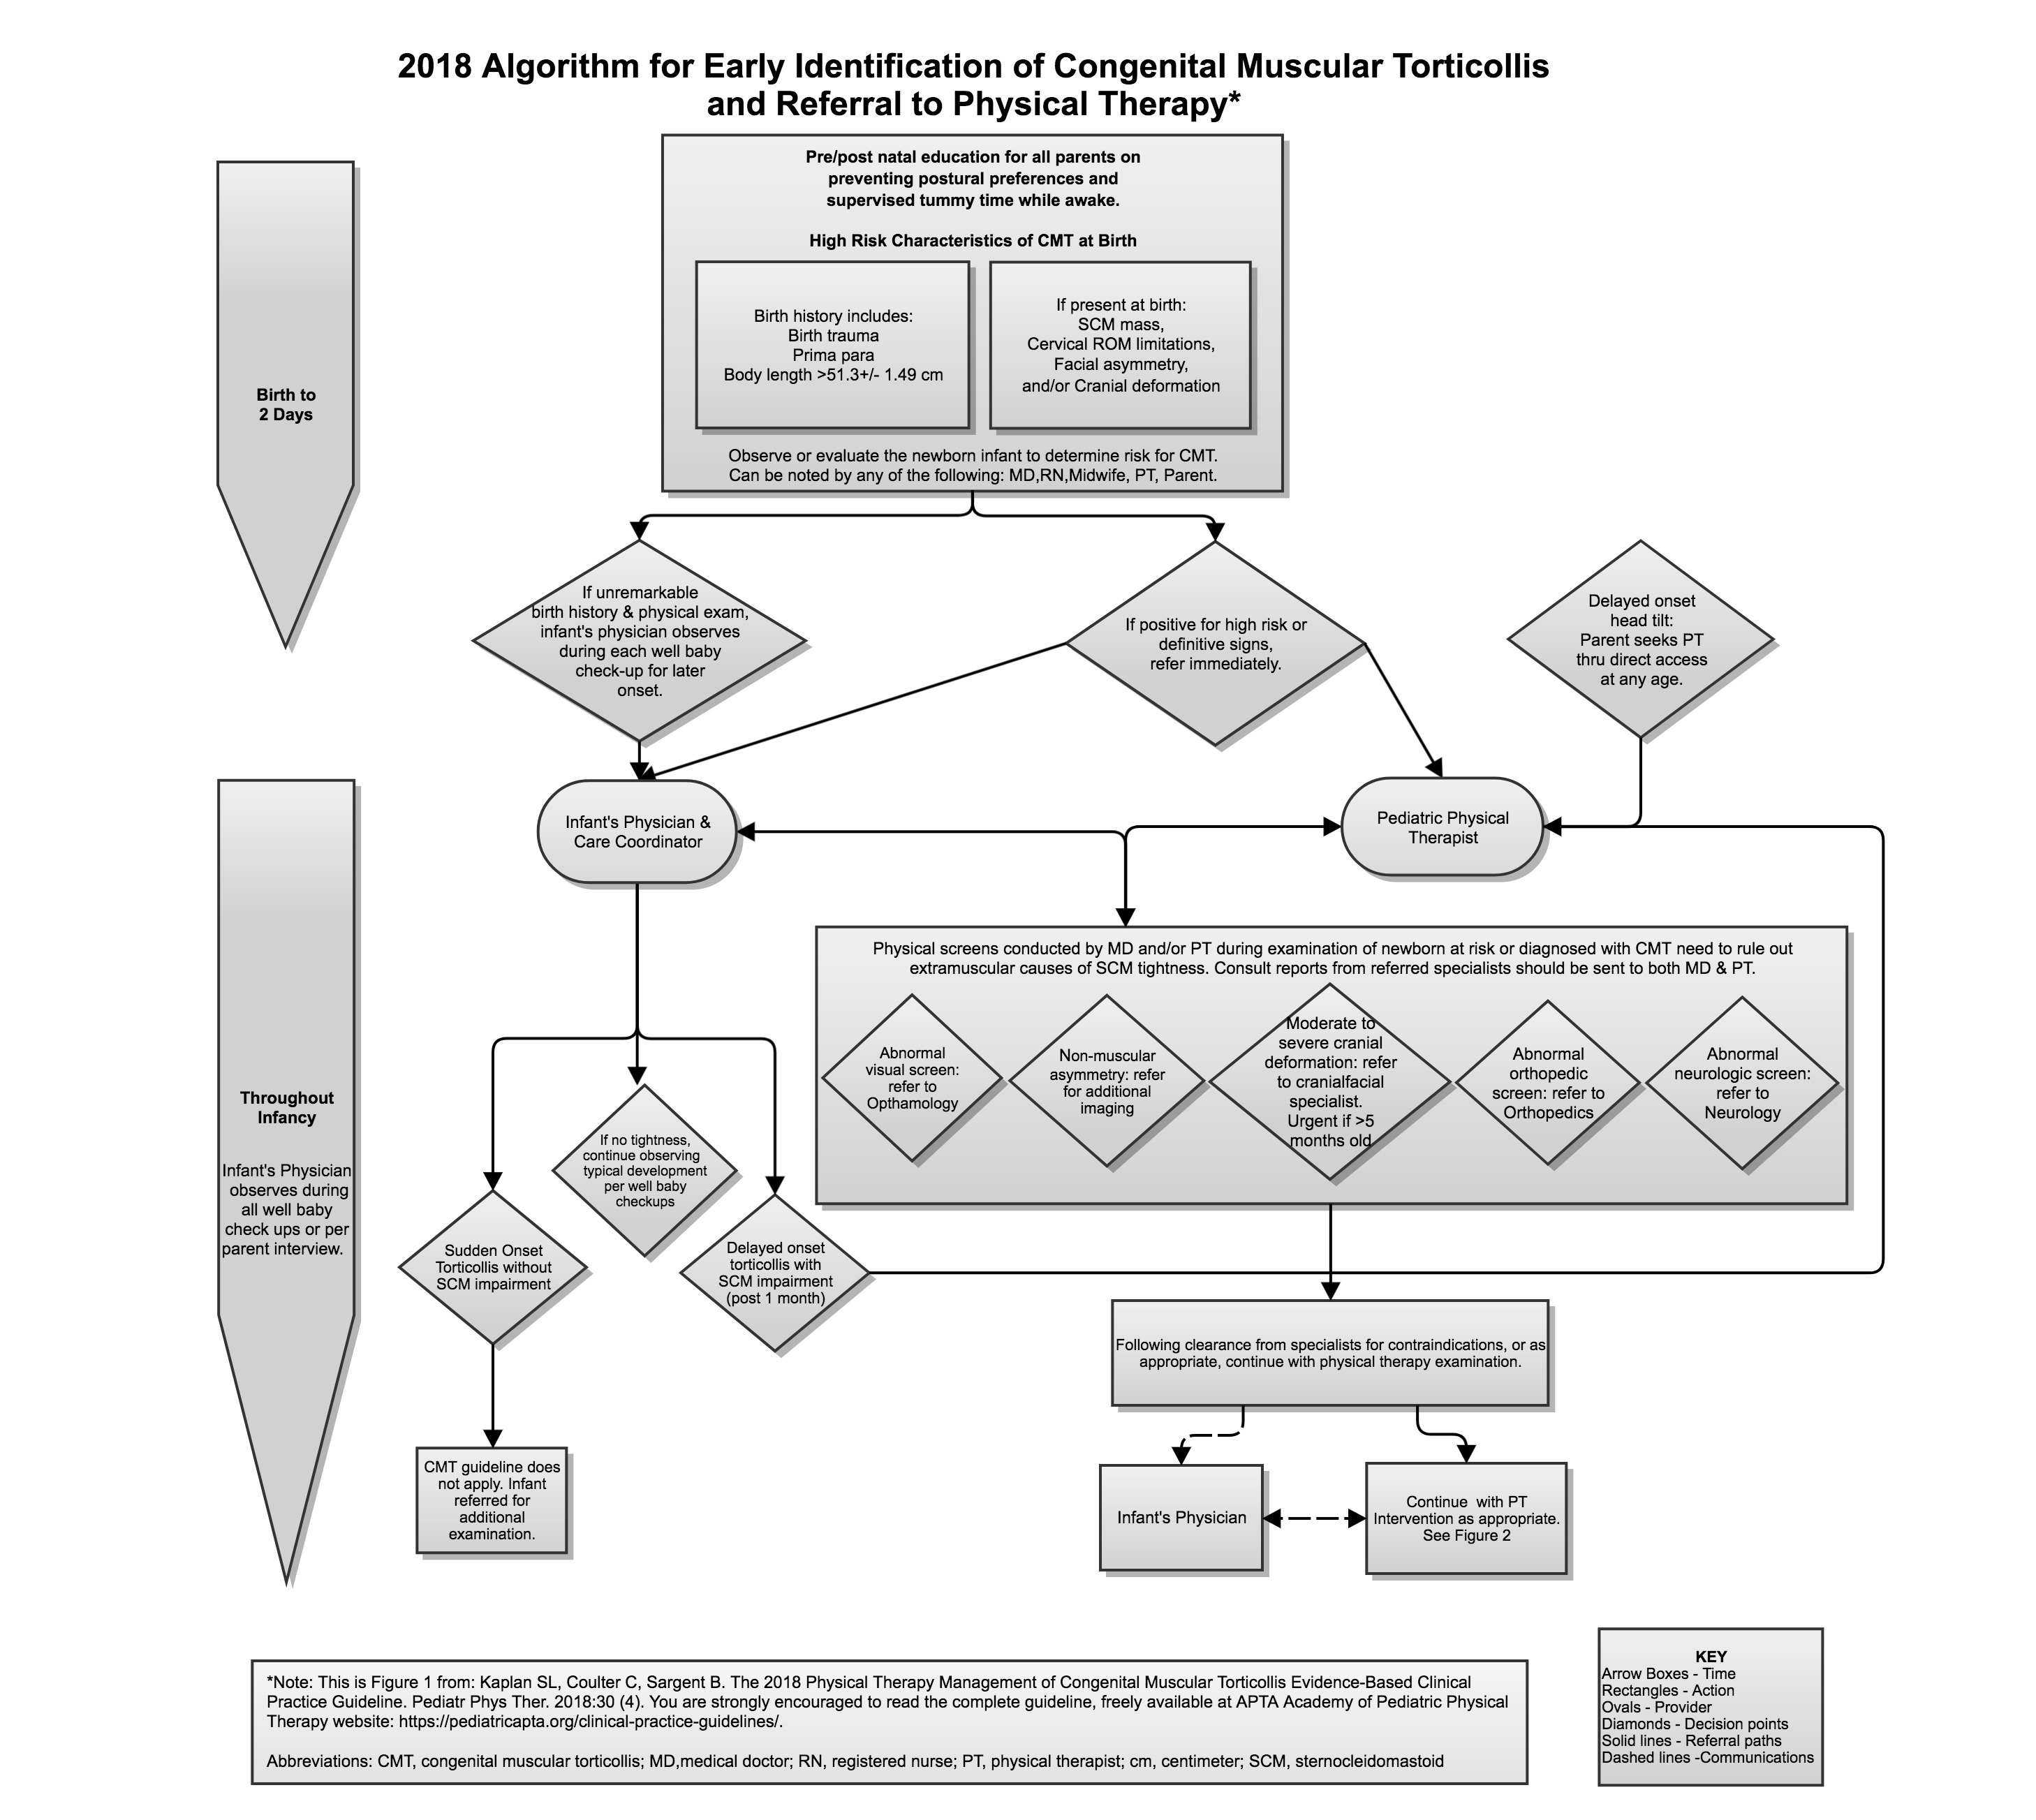 2018 Algorithm for Early Identification of Congenital Muscular Torticollis
and Referral to Physical Therapy*
Pre/post natal education for all parents on
preventing postural preferences and
supervised tummy time while awake.
High Risk Characteristics of CMT at Birth
Birth history includes:
Birth trauma
Prima para
Body length >51.3+/- 1.49 cm
If present at birth:
SCM mass,
Cervical ROM limitations,
Facial asymmetry,
and/or Cranial deformation
Observe or evaluate the newborn infant to determine risk for CMT.
Can be noted by any of the following: MD,RN,Midwife, PT, Parent.
Birth to
2 Days
If unremarkable
birth history & physical exam,
infant's physician observes
during each well baby
check-up for later
onset.
If positive for high risk or
definitive signs,
refer immediately.
Delayed onset
head tilt:
Parent seeks PT
thru direct access
at any age.
Infant's Physician &
Care Coordinator
Pediatric Physical
Therapist
Throughout
Infancy
Infant's Physician
observes during
all well baby
check ups or per
parent interview.
Physical screens conducted by MD and/or PT during examination of newborn at risk or diagnosed with CMT need to rule out
extramuscular causes of SCM tightness. Consult reports from referred specialists should be sent to both MD & PT.
Abnormal
visual screen:
refer to
Opthamology
Non-muscular
asymmetry: refer
for additional
imaging
Moderate to
severe cranial
deformation: refer
to cranialfacial
specialist.
Urgent if >5
months old
Abnormal
orthopedic
screen: refer to
Orthopedics
Abnormal
neurologic screen:
refer to
Neurology
If no tightness,
continue observing
typical development
per well baby
checkups
Sudden Onset
Torticollis without
SCM impairment
Delayed onset
torticollis with
SCM impairment
(post 1 month)
Following clearance from specialists for contraindications, or as
appropriate, continue with physical therapy examination.
CMT guideline does
not apply. Infant
referred for
additional
examination.
Infant's Physician
Continue with PT
Intervention as appropriate.
See Figure 2
*Note: This is Figure 1 from: Kaplan SL, Coulter C, Sargent B. The 2018 Physical Therapy Management of Congenital Muscular Torticollis Evidence-Based Clinical
Practice Guideline. Pediatr Phys Ther. 2018:30 (4). You are strongly encouraged to read the complete guideline, freely available at APTA Academy of Pediatric Physical
Therapy website: https://pediatricapta.org/clinical-practice-guidelines/.
Abbreviations: CMT, congenital muscular torticollis; MD,medical doctor; RN, registered nurse; PT, physical therapist; cm, centimeter; SCM, sternocleidomastoid
KEY
Arrow Boxes - Time
Rectangles - Action
Ovals - Provider
Diamonds - Decision points
Solid lines - Referral paths
Dashed lines -Communications